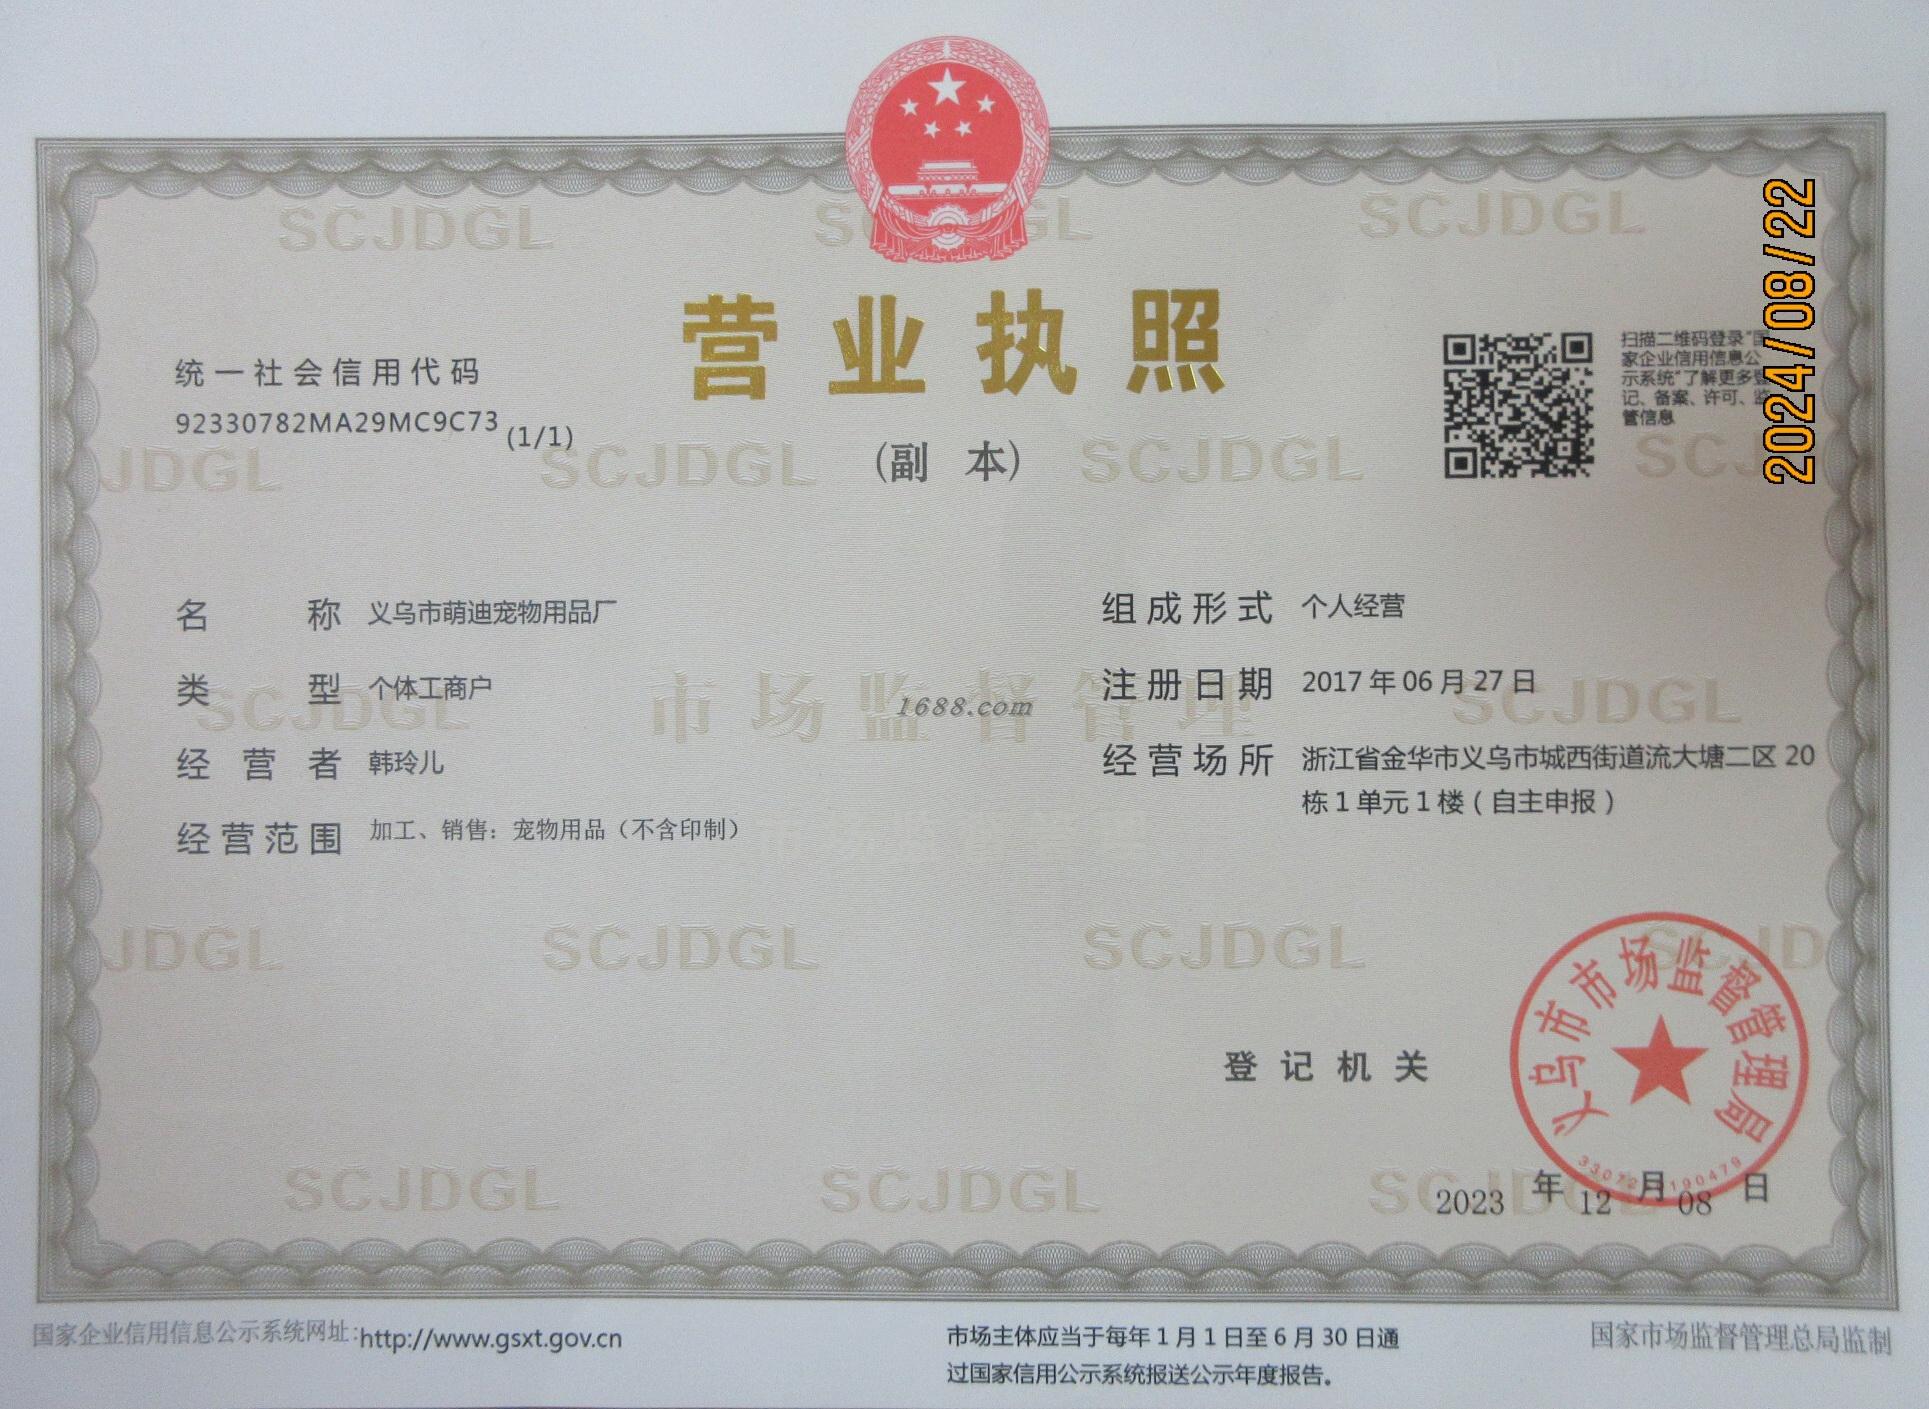 营业执照
(副 本)
统一社会信用代码
92330782MA29MC9C73 (1/1)
扫描二维码登录“国
家企业信用信息公
示系统”了解更多登
记、备案、许可、监
管信息
2024/08/22
名 称 义乌市萌迪宠物用品厂
类 型 个体工商户
经 营 者 韩玲儿
经营范围 加工、销售：宠物用品（不含印制）
组成形式 个人经营
注册日期 2017 年 06 月 27 日
经营场所 浙江省金华市义乌市城西街道流大塘二区 20
栋 1 单元 1 楼（自主申报）
1688.com
市场监督管理
SCJDGL
登记机关
义乌市市场监督管理局
2023 年 12 月 08 日
国家企业信用信息公示系统网址:http://www.gsxt.gov.cn
市场主体应当于每年 1 月 1 日至 6 月 30 日通
过国家信用公示系统报送公示年度报告。
国家市场监督管理总局监制